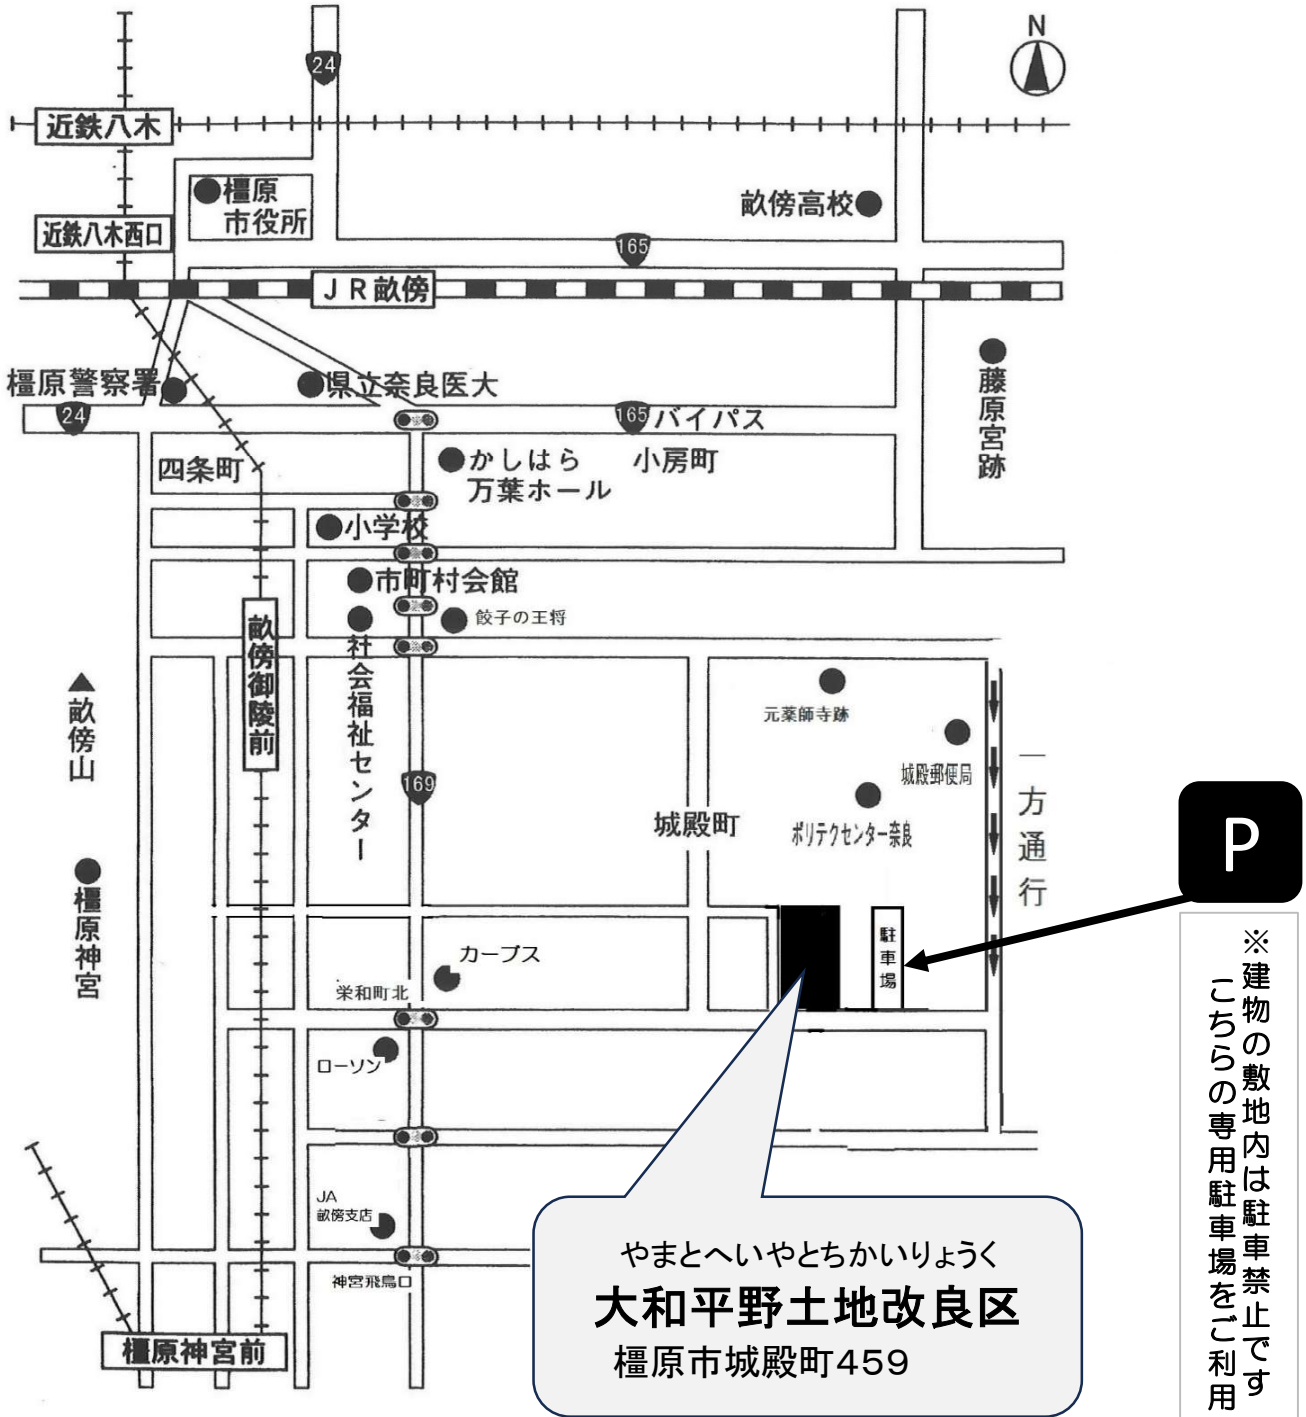 N
24
近鉄八木
橿原
市役所
畝傍高校
近鉄八木西口
165
JR畝傍
橿原警察署
県立奈良医大
藤原宮跡
24
165 バイパス
四条町
かしはら
万葉ホール
小房町
小学校
市町村会館
餃子の王将
社会福祉センター
畝傍御陵前
畝傍山
元薬師寺跡
城殿郵便局
一方通行
169
城殿町
ポリテクセンター奈良
P
橿原神宮
駐車場
カーブス
栄和町北
ローソン
※建物の敷地内は駐車禁止です
こちらの専用駐車場をご利用
JA
畝傍支店
神宮飛鳥口
橿原神宮前
やまとへいやとちかいりょうく
大和平野土地改良区
橿原市城殿町459